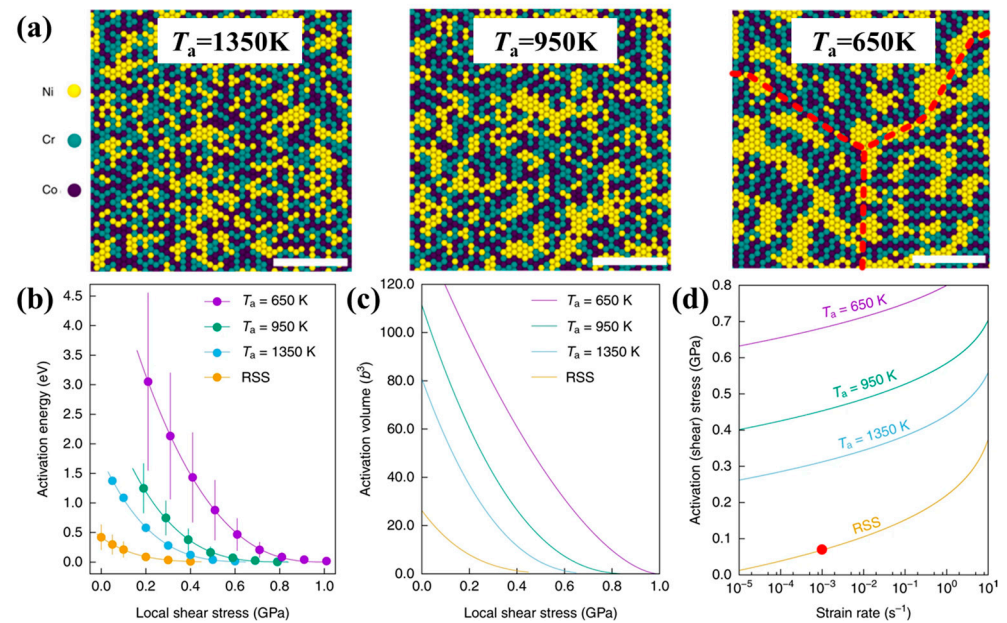 (a)
Tₐ=1350K
Tₐ=950K
Tₐ=650K
Ni
Cr
Co
(b)
4.5
4.0
3.5
3.0
2.5
2.0
1.5
1.0
0.5
0.0
Activation energy (eV)
Tₐ = 650 K
Tₐ = 950 K
Tₐ = 1350 K
RSS
0.0 0.2 0.4 0.6 0.8 1.0
Local shear stress (GPa)
(c)
120.0
100.0
80.0
60.0
40.0
20.0
0.0
Activation volume (b³)
Tₐ = 650 K
Tₐ = 950 K
Tₐ = 1350 K
RSS
0.0 0.2 0.4 0.6 0.8 1.0
Local shear stress (GPa)
(d)
0.8
0.7
0.6
0.5
0.4
0.3
0.2
0.1
0.0
Activation (shear) stress (GPa)
Tₐ = 650 K
Tₐ = 950 K
Tₐ = 1350 K
RSS
10⁻⁵ 10⁻⁴ 10⁻³ 10⁻² 10⁻¹ 10⁰ 10¹
Strain rate (s⁻¹)